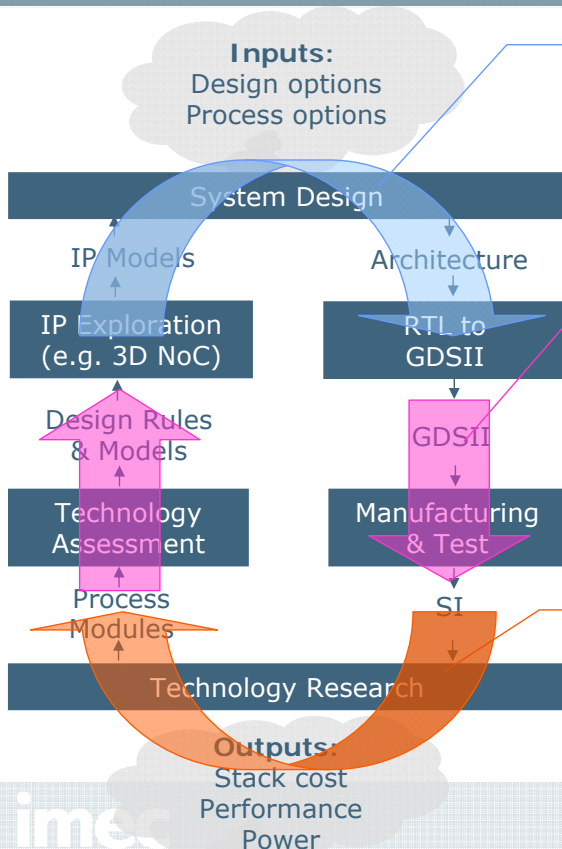 Inputs:
Design options
Process options
System Design
IP Models
Architecture
IP Exploration
(e.g. 3D NoC)
RTL to
GDSII
Design Rules
& Models
GDSII
Technology
Assessment
Manufacturing
& Test
Process
Modules
SI
Technology Research
Outputs:
Stack cost
Performance
Power
imec